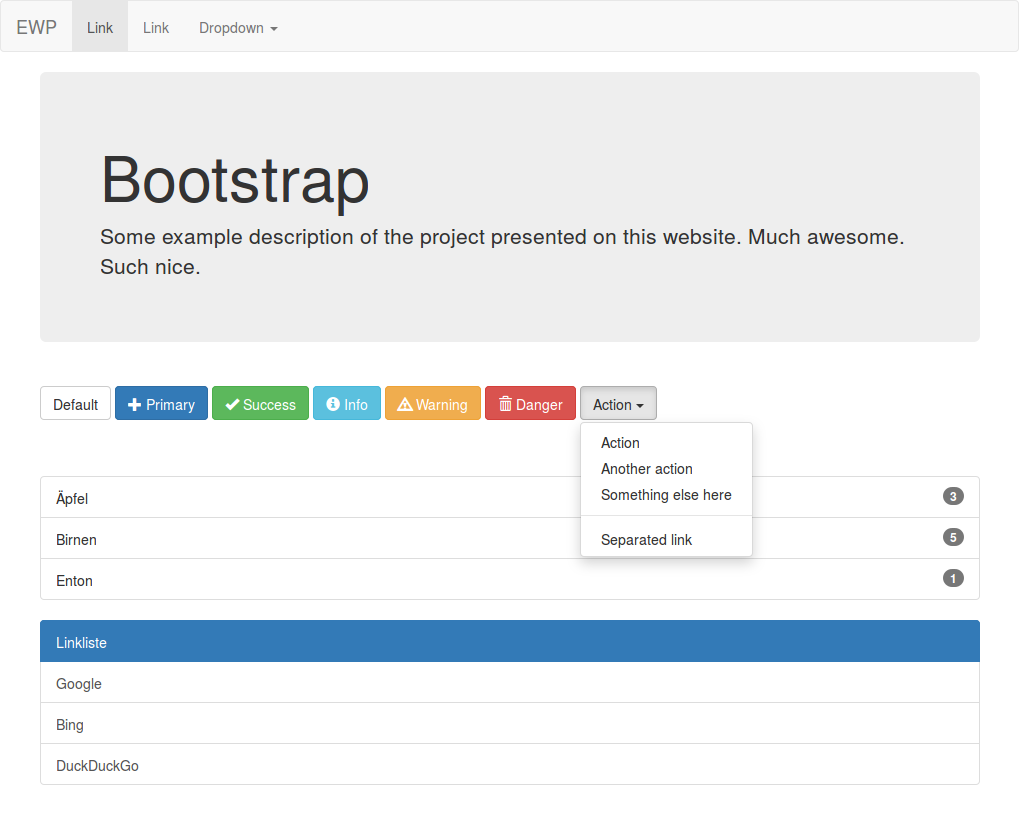 EWP Link Link Dropdown
Bootstrap
Some example description of the project presented on this website. Much awesome.
Such nice.
Default Primary Success Info Warning Danger Action
Action
Another action
Something else here
Separated link
Äpfel 3
Birnen 5
Enton 1
Linkliste
Google
Bing
DuckDuckGo